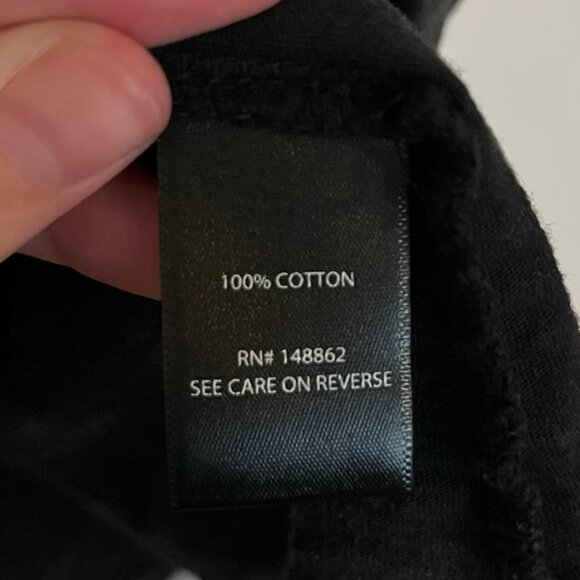 100% COTTON
RN# 148862
SEE CARE ON REVERSE